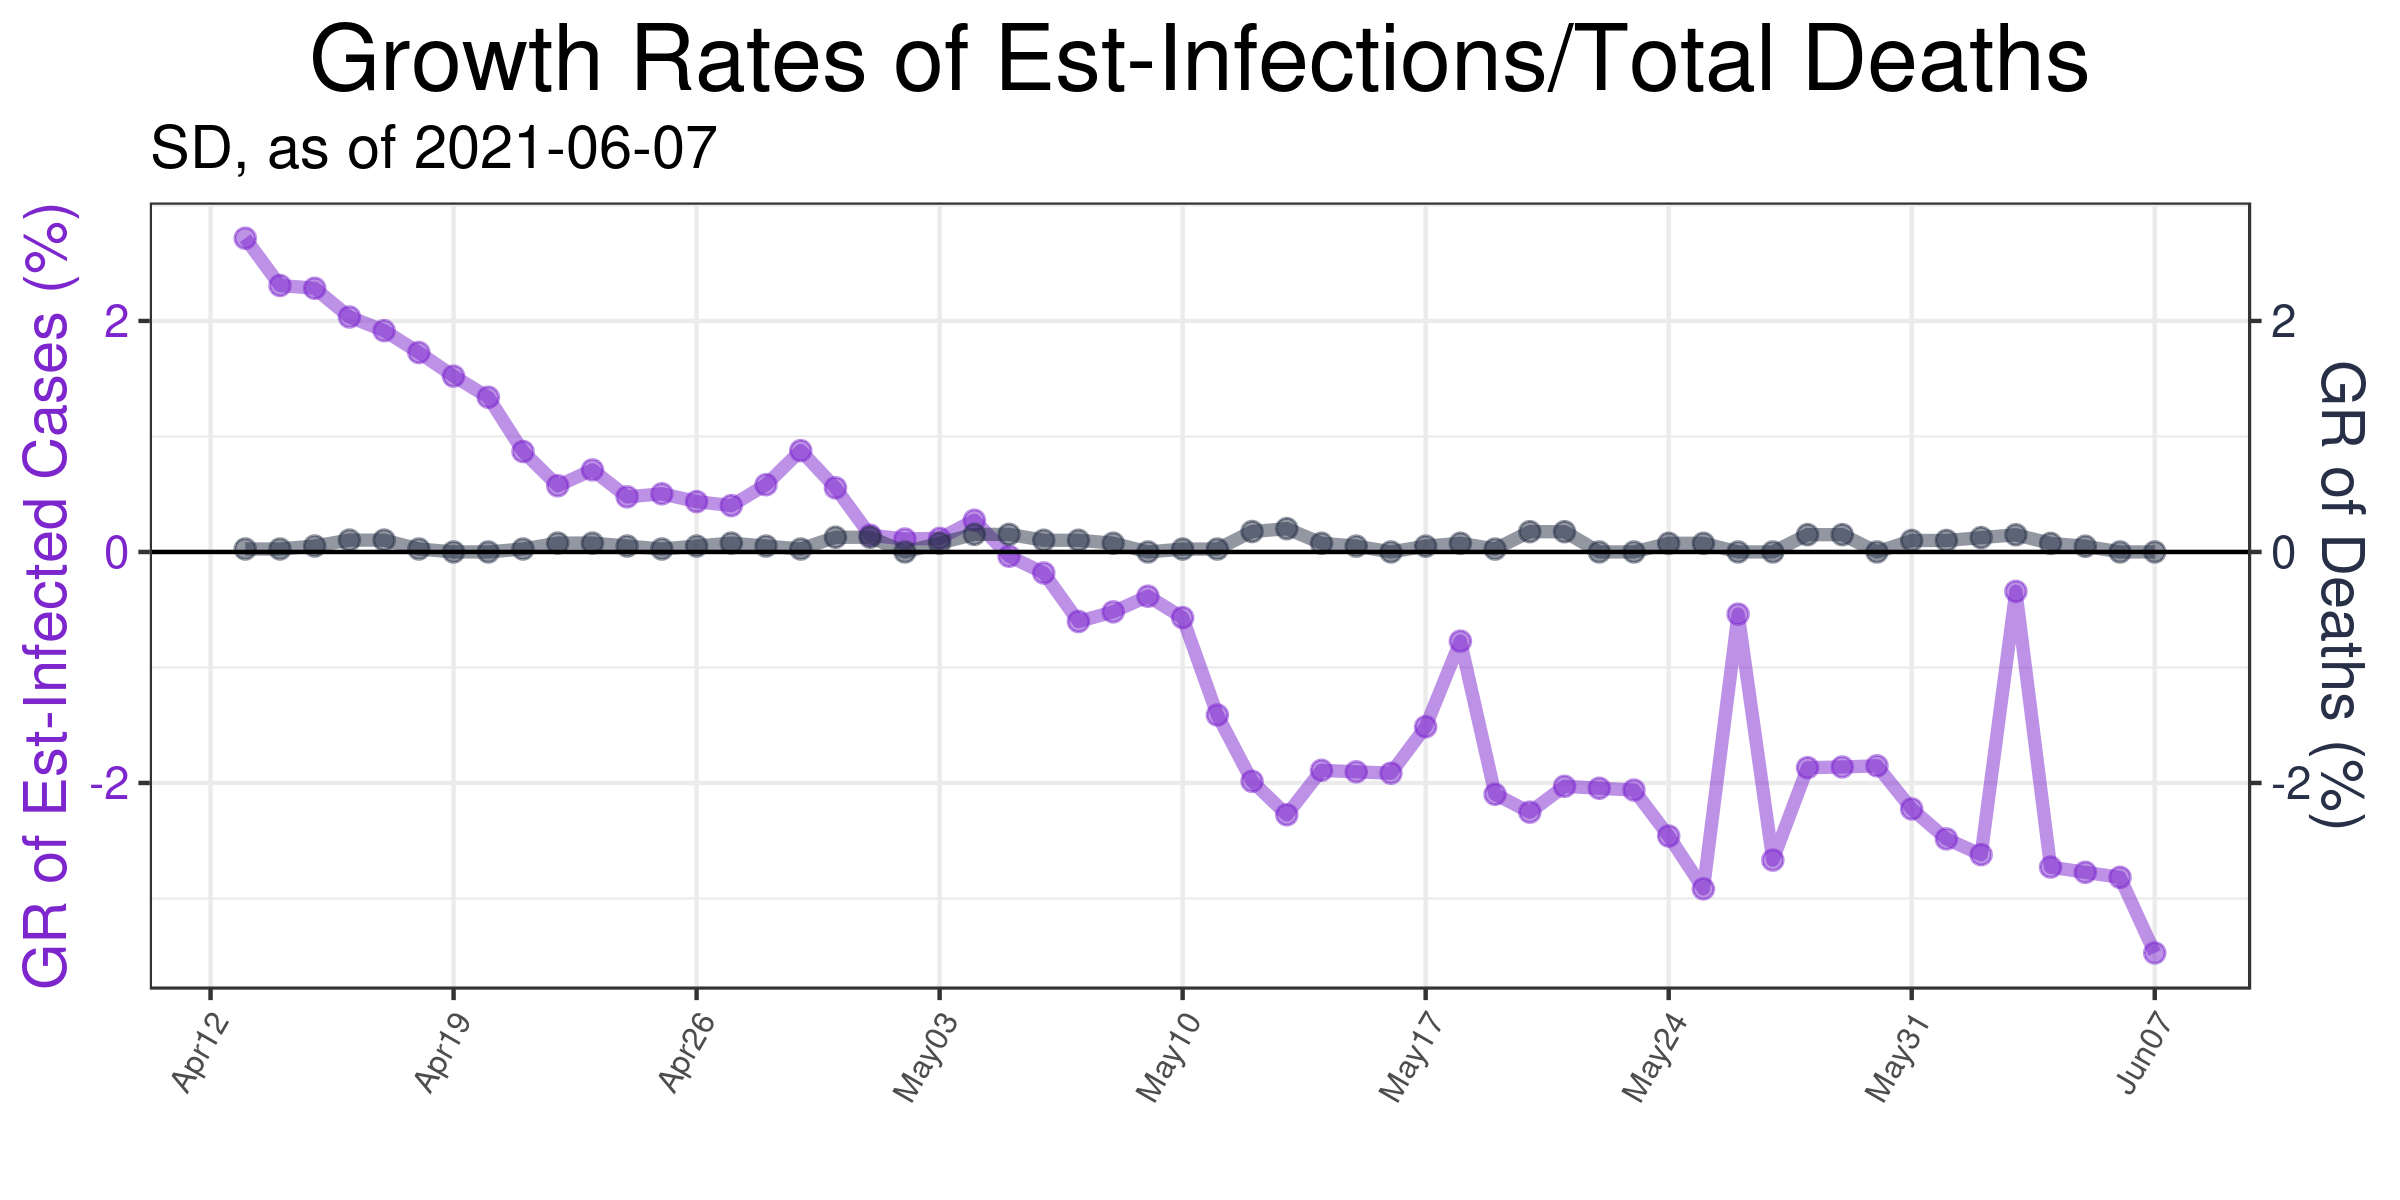 Growth Rates of Est-Infections/Total Deaths
SD, as of 2021-06-07
GR of Est-Infected Cases (%)
2
0
-2
2
0
-2
GR of Deaths (%)
Apr12
Apr19
Apr26
May03
May10
May17
May24
May31
Jun07